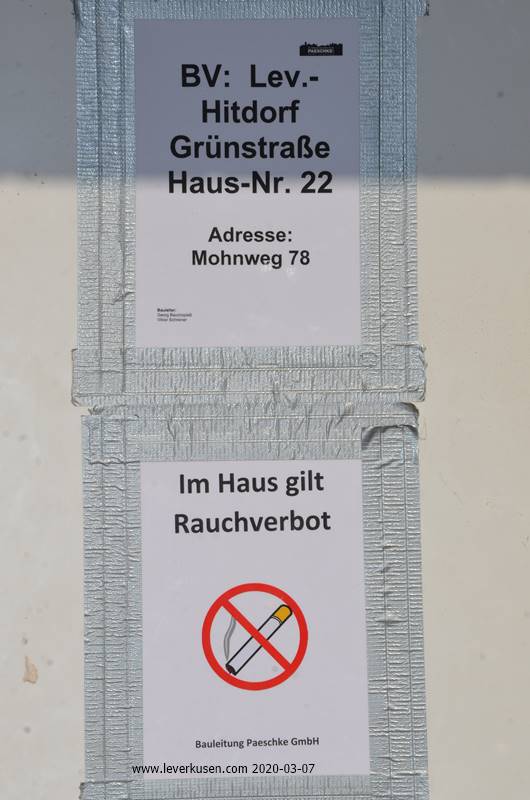 PAESCHKE
BV: Lev.-
Hitdorf
Grünstraße
Haus-Nr. 22
Adresse:
Mohnweg 78
Bauleiter:
Im Haus gilt
Rauchverbot
Bauleitung Paeschke GmbH
www.leverkusen.com 2020-03-07